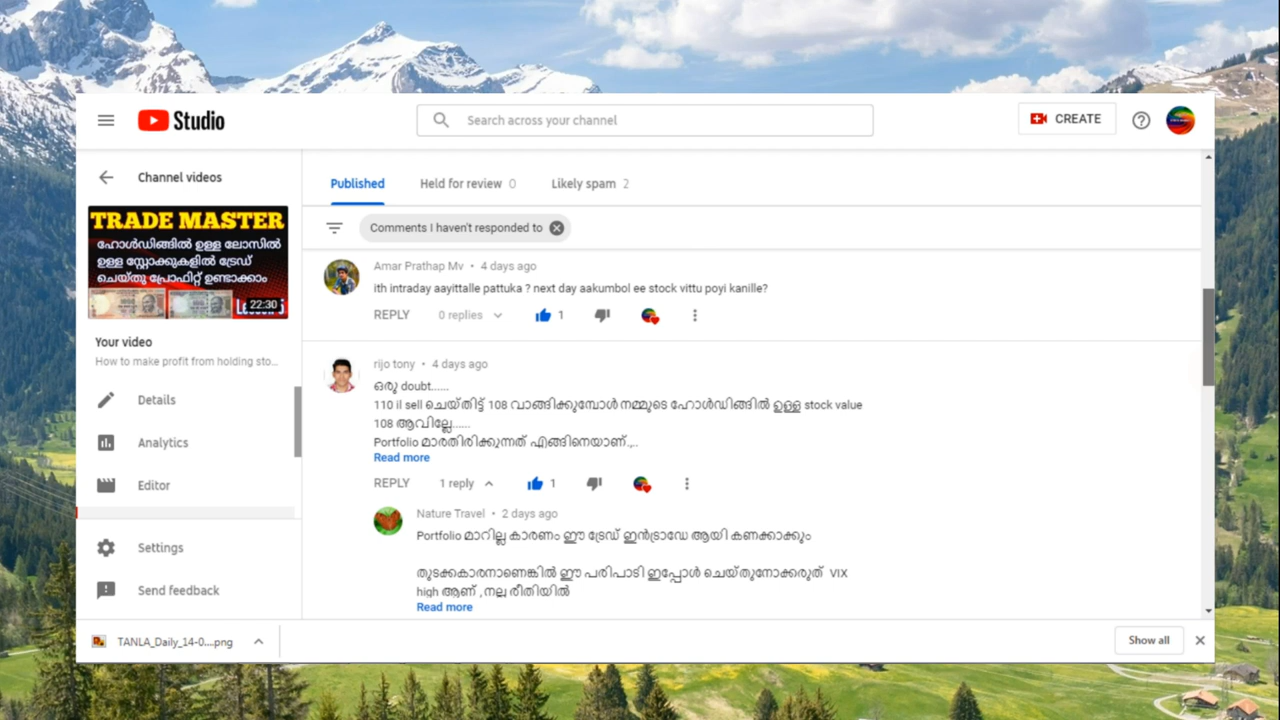 Studio
Search across your channel
CREATE
Channel videos
TRADE MASTER
ഹോൾഡിങ്ങിൽ ഉള്ള ലോസിൽ
ഉള്ള സ്റ്റോക്കുകളിൽ ട്രേഡ്
ചെയ്തു പ്രോഫിറ്റ് ഉണ്ടാക്കാം
22:30
Your video
How to make profit from holding sto...
Details
Analytics
Editor
Settings
Send feedback
Published
Held for review 0
Likely spam 2
Comments I haven't responded to
Amar Prathap Mv • 4 days ago
ith intraday aayittalle pattuka ? next day aakumbol ee stock vittu poyi kanille?
REPLY 0 replies 1
rijo tony • 4 days ago
ഒരു doubt......
110 il sell ചെയ്തിട്ട് 108 വാങ്ങിക്കുമ്പോൾ നമ്മുടെ ഹോൾഡിങ്ങിൽ ഉള്ള stock value
108 ആവില്ലേ......
Portfolio മാരതിരിക്കുന്നത് എങ്ങിനെയാണ്.,..
Read more
REPLY 1 reply 1
Nature Travel • 2 days ago
Portfolio മാറില്ല കാരണം ഈ ട്രേഡ് ഇൻട്രാഡേ ആയി കണക്കാക്കും
തുടക്കകാരനാണെങ്കിൽ ഈ പരിപാടി ഇപ്പോൾ ചെയ്തുനോക്കരുത് VIX
high ആണ് ,നല്ല രീതിയിൽ
Read more
TANLA_Daily_14-0....png
Show all